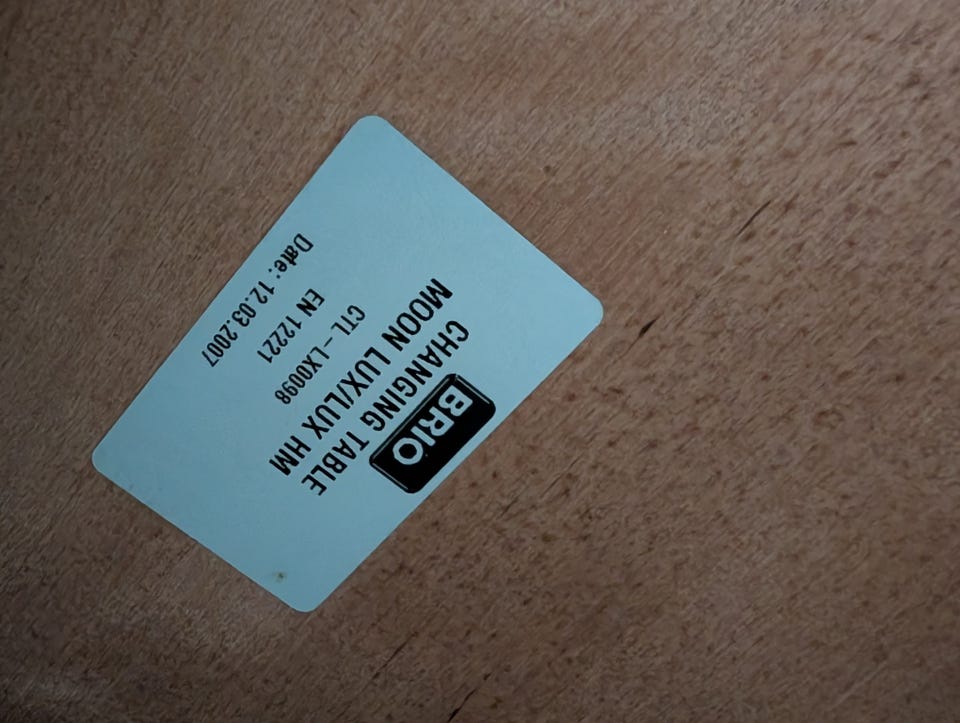 BRIO
CHANGING TABLE
MOON LUX/LUX HM
CTL-LX0098
EN 12221
Date: 12.03.2007